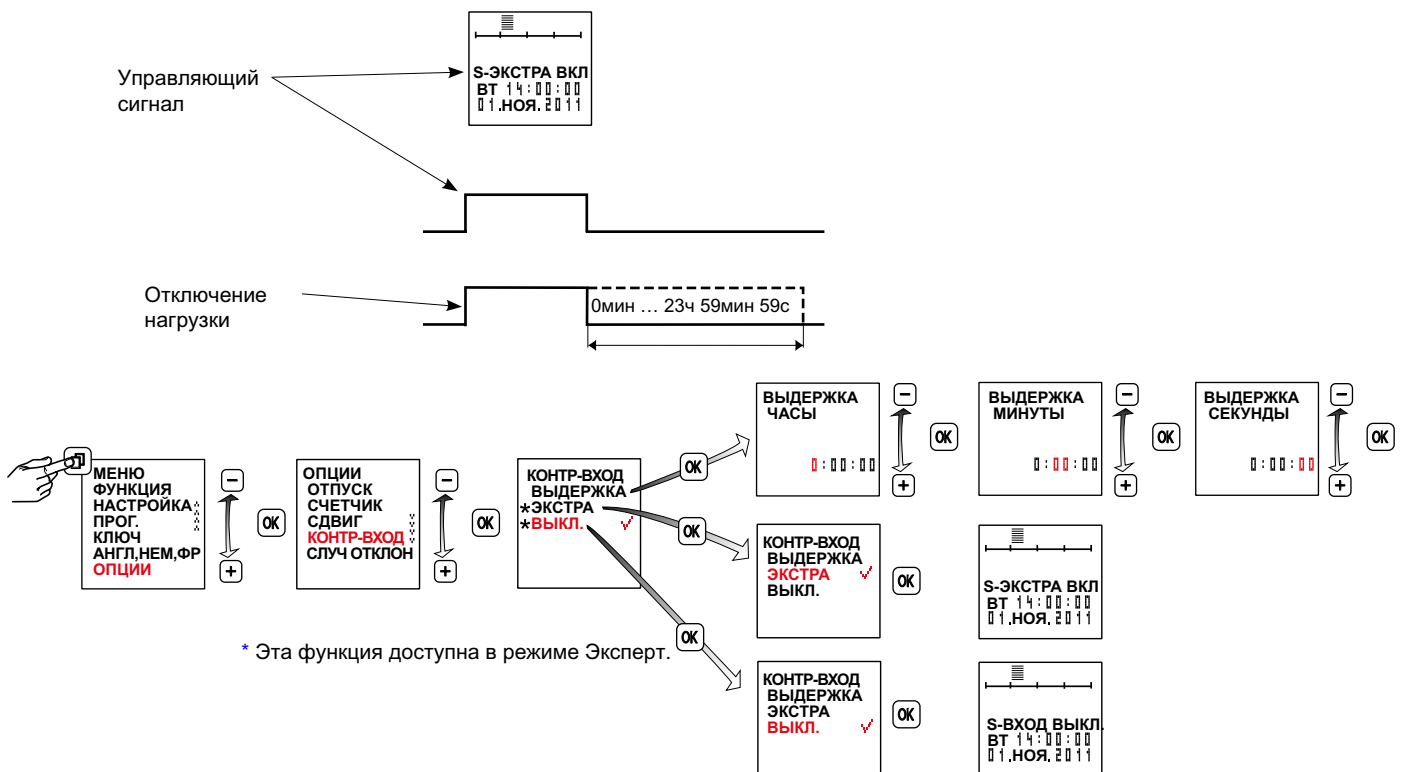 Управляющий
сигнал
S-ЭКСТРА ВКЛ
ВТ 14:00:00
01.НОЯ.2011
Отключение
нагрузки
0мин … 23ч 59мин 59с
МЕНЮ
ФУНКЦИЯ
НАСТРОЙКА
ПРОГ.
КЛЮЧ
АНГЛ,НЕМ,ФР
ОПЦИИ
−
+
OK
ОПЦИИ
ОТПУСК
СЧЕТЧИК
СДВИГ
КОНТР-ВХОД
СЛУЧ ОТКЛОН
−
+
OK
КОНТР-ВХОД
ВЫДЕРЖКА
*ЭКСТРА
*ВЫКЛ. ✓
OK
OK
OK
ВЫДЕРЖКА
ЧАСЫ
0:00:00
−
+
OK
ВЫДЕРЖКА
МИНУТЫ
0:00:00
−
+
OK
ВЫДЕРЖКА
СЕКУНДЫ
0:00:00
−
+
OK
КОНТР-ВХОД
ВЫДЕРЖКА
ЭКСТРА ✓
ВЫКЛ.
OK
S-ЭКСТРА ВКЛ
ВТ 14:00:00
01.НОЯ.2011
* Эта функция доступна в режиме Эксперт.
КОНТР-ВХОД
ВЫДЕРЖКА
ЭКСТРА
ВЫКЛ. ✓
OK
S-ВХОД ВЫКЛ.
ВТ 14:00:00
01.НОЯ.2011